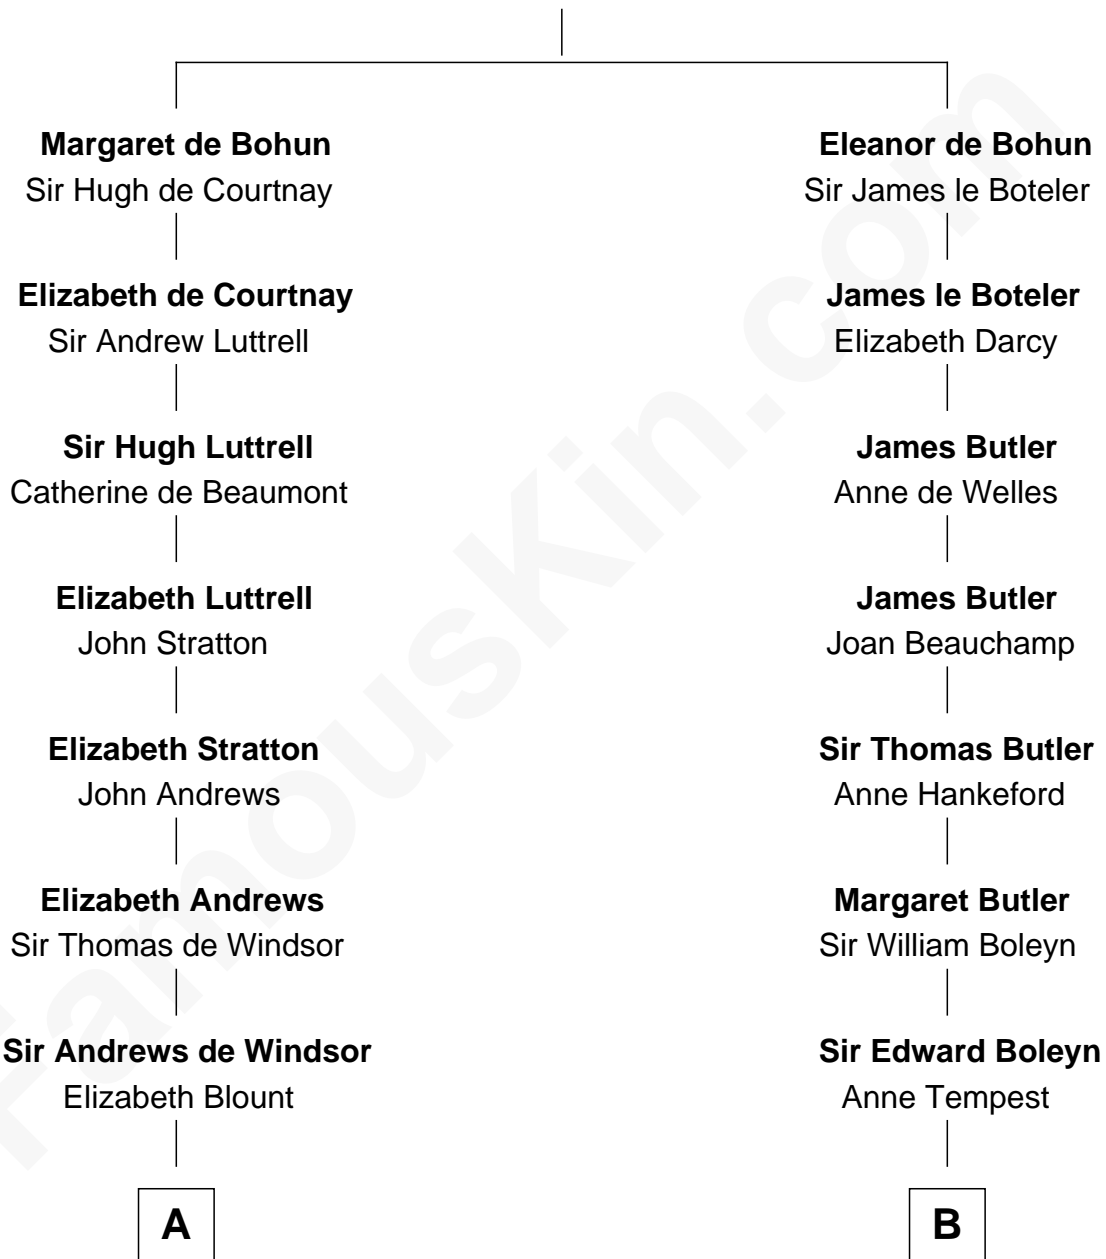 Margaret de Bohun
Sir Hugh de Courtnay
Elizabeth de Courtnay
Sir Andrew Luttrell
Sir Hugh Luttrell
Catherine de Beaumont
Elizabeth Luttrell
John Stratton
Elizabeth Stratton
John Andrews
Elizabeth Andrews
Sir Thomas de Windsor
Sir Andrews de Windsor
Elizabeth Blount
A
Eleanor de Bohun
Sir James le Boteler
James le Boteler
Elizabeth Darcy
James Butler
Anne de Welles
James Butler
Joan Beauchamp
Sir Thomas Butler
Anne Hankeford
Margaret Butler
Sir William Boleyn
Sir Edward Boleyn
Anne Tempest
B
FamousKin.com